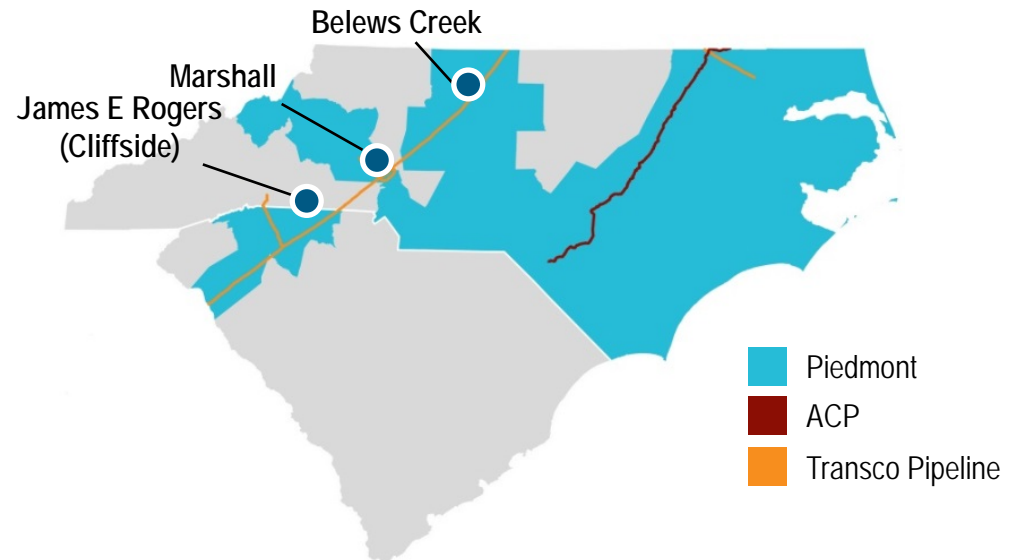 Belews Creek
Marshall
James E Rogers
(Cliffside)
Piedmont
ACP
Transco Pipeline